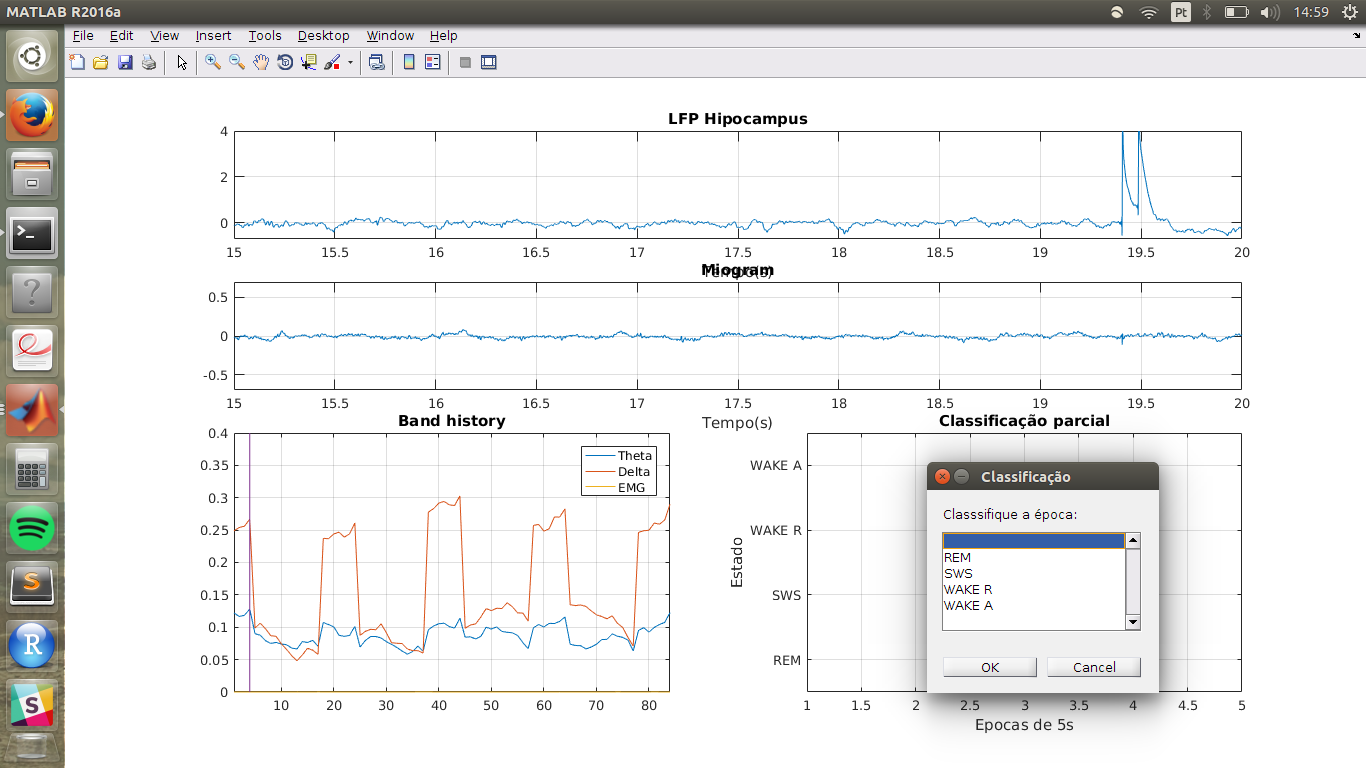 MATLAB R2016a
Pt
14:59
File Edit View Insert Tools Desktop Window Help
LFP Hipocampus
4
2
0
15 15.5 16 16.5 17 17.5 18 18.5 19 19.5 20
Tempo(s)
Miogram
0.5
0
-0.5
15 15.5 16 16.5 17 17.5 18 18.5 19 19.5 20
Tempo(s)
Band history
0.4
0.35
0.3
0.25
0.2
0.15
0.1
0.05
0
10 20 30 40 50 60 70 80
Theta
Delta
EMG
Classificação parcial
WAKE A
WAKE R
SWS
REM
Estado
1 1.5 2 2.5 3 3.5 4 4.5 5
Epocas de 5s
Classificação
Classsifique a época:
REM
SWS
WAKE R
WAKE A
OK Cancel